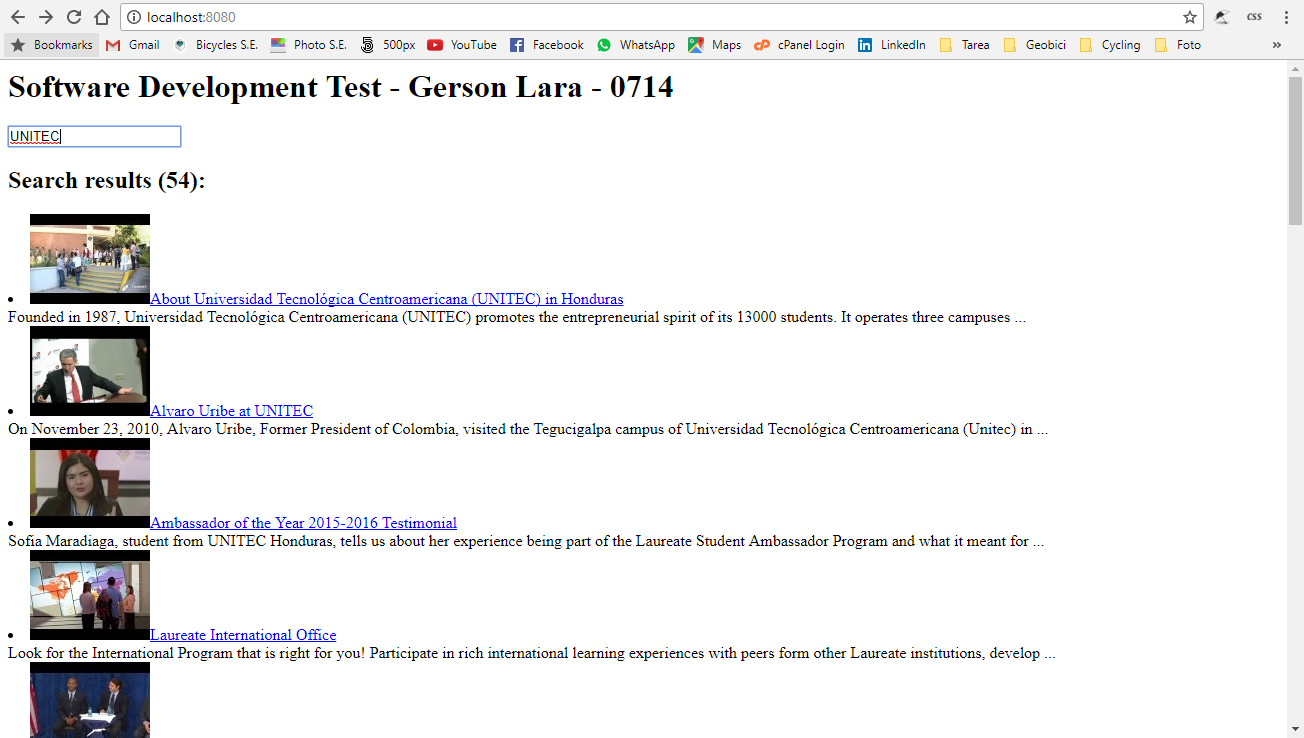 localhost:8080
CSS
Bookmarks Gmail Bicycles S.E. Photo S.E. 500px YouTube Facebook WhatsApp Maps cPanel Login LinkedIn Tarea Geobici Cycling Foto »
Software Development Test - Gerson Lara - 0714
UNITEC
Search results (54):
About Universidad Tecnológica Centroamericana (UNITEC) in Honduras
Founded in 1987, Universidad Tecnológica Centroamericana (UNITEC) promotes the entrepreneurial spirit of its 13000 students. It operates three campuses ...
Alvaro Uribe at UNITEC
On November 23, 2010, Alvaro Uribe, Former President of Colombia, visited the Tegucigalpa campus of Universidad Tecnológica Centroamericana (Unitec) in ...
Ambassador of the Year 2015-2016 Testimonial
Sofia Maradiaga, student from UNITEC Honduras, tells us about her experience being part of the Laureate Student Ambassador Program and what it meant for ...
Laureate International Office
Look for the International Program that is right for you! Participate in rich international learning experiences with peers form other Laureate institutions, develop ...